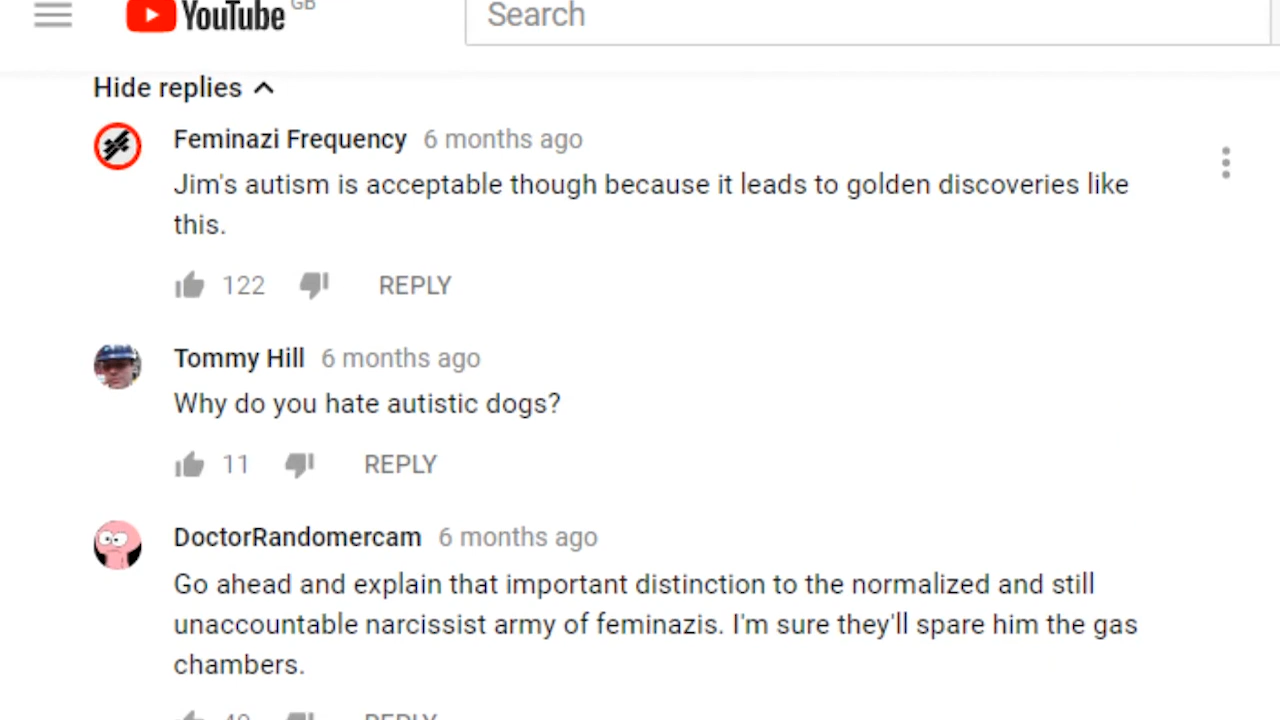 YouTube GB
Search
Hide replies
Feminazi Frequency 6 months ago
Jim's autism is acceptable though because it leads to golden discoveries like
this.
122 REPLY
Tommy Hill 6 months ago
Why do you hate autistic dogs?
11 REPLY
DoctorRandomercam 6 months ago
Go ahead and explain that important distinction to the normalized and still
unaccountable narcissist army of feminazis. I'm sure they'll spare him the gas
chambers.
REPLY